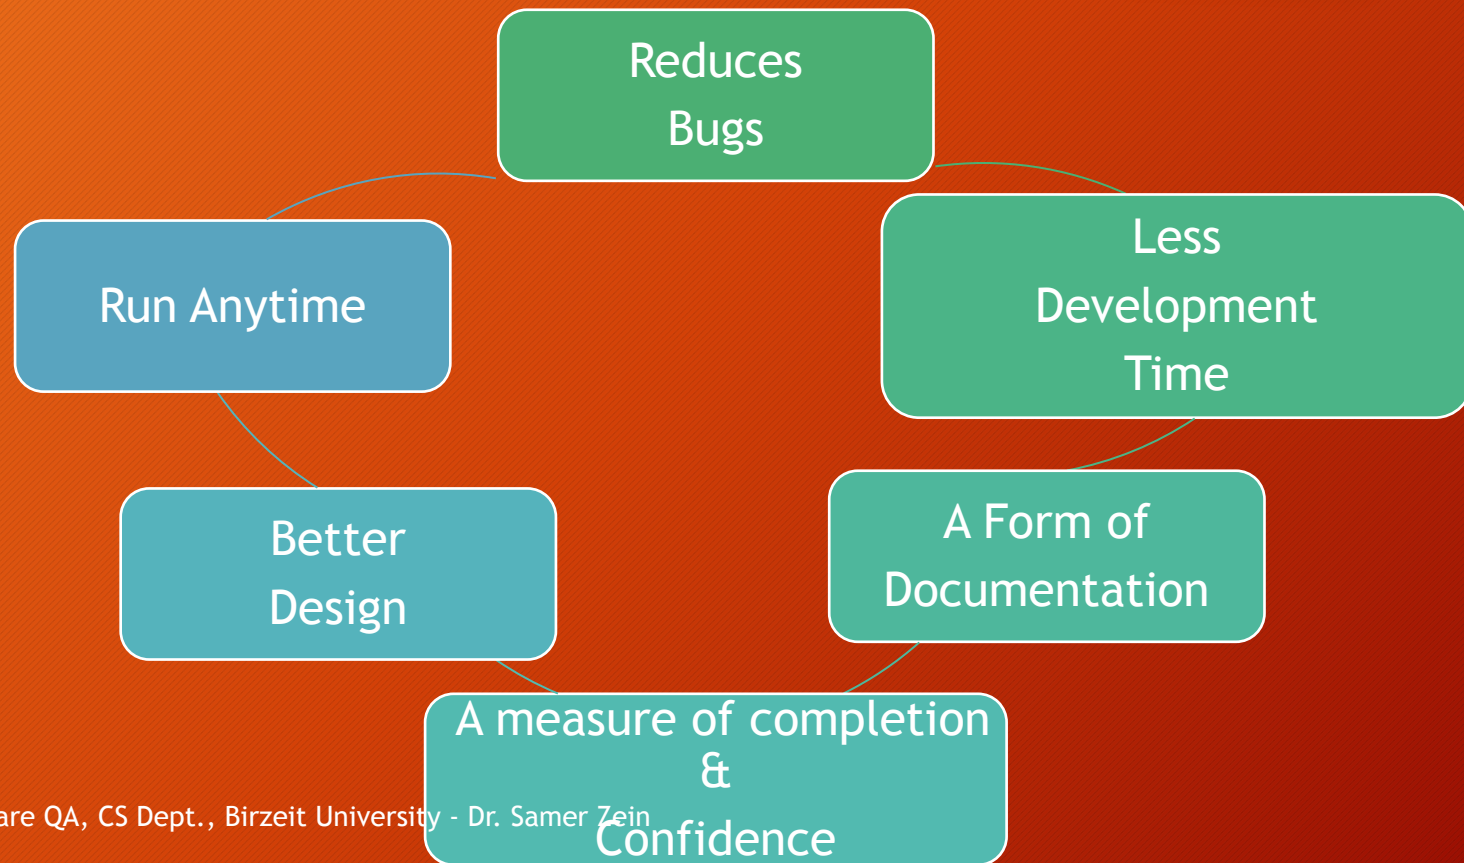 Reduces
Bugs
Less
Development
Time
A Form of
Documentation
A measure of completion
&
Confidence
Better
Design
Run Anytime
are QA, CS Dept., Birzeit University - Dr. Samer Zein